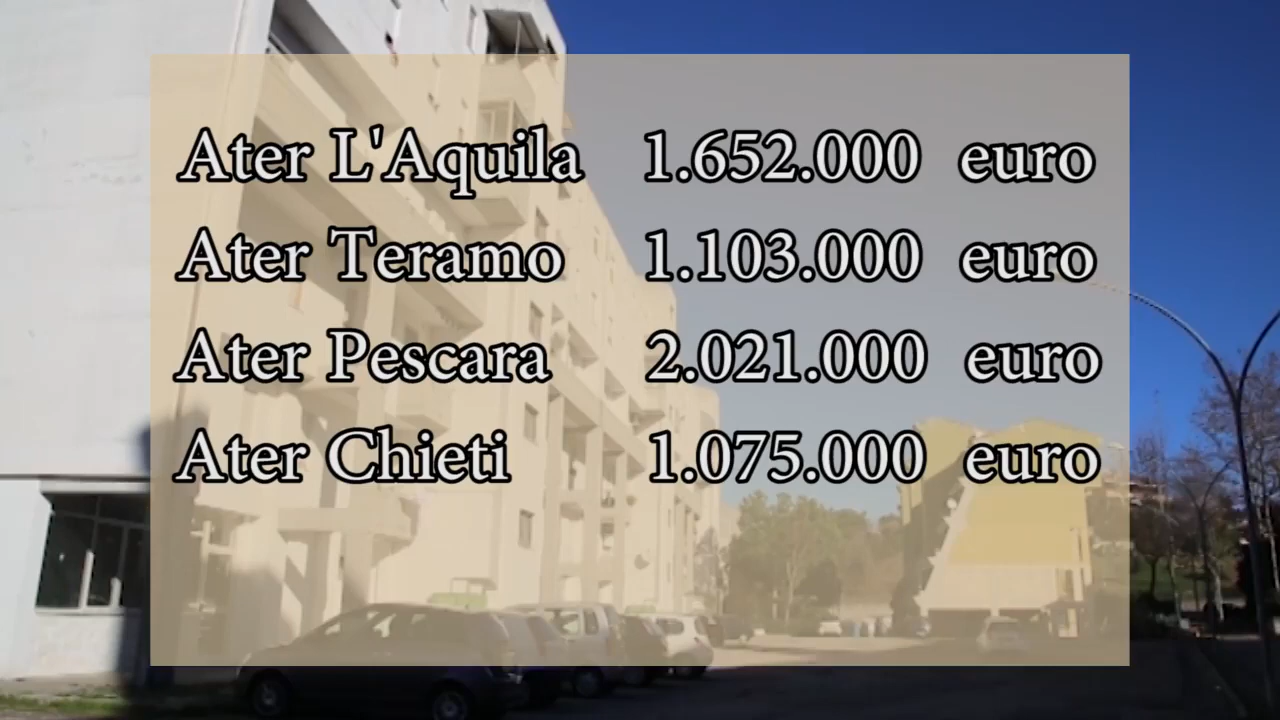 Ater L'Aquila 1.652.000 euro
Ater Teramo 1.103.000 euro
Ater Pescara 2.021.000 euro
Ater Chieti 1.075.000 euro